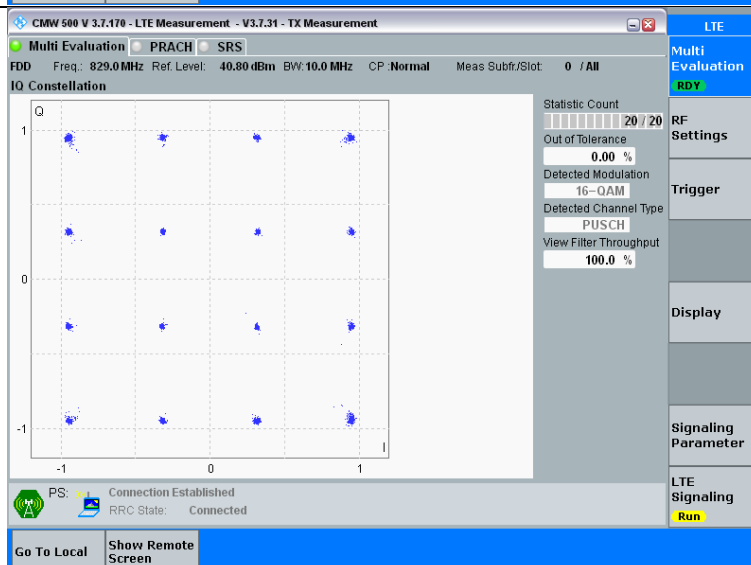 CMW 500 V 3.7.170 - LTE Measurement - V3.7.31 - TX Measurement
LTE
Multi Evaluation PRACH SRS
FDD Freq.: 829.0 MHz Ref. Level: 40.80 dBm BW: 10.0 MHz CP : Normal Meas Subfr./Slot: 0 / All
IQ Constellation
Q
1
0
-1
I
-1 0 1
Statistic Count
20 / 20
Out of Tolerance
0.00 %
Detected Modulation
16-QAM
Detected Channel Type
PUSCH
View Filter Throughput
100.0 %
PS: Connection Established
RRC State: Connected
Multi
Evaluation
RDY
RF
Settings
Trigger
Display
Signaling
Parameter
LTE
Signaling
Run
Go To Local
Show Remote
Screen